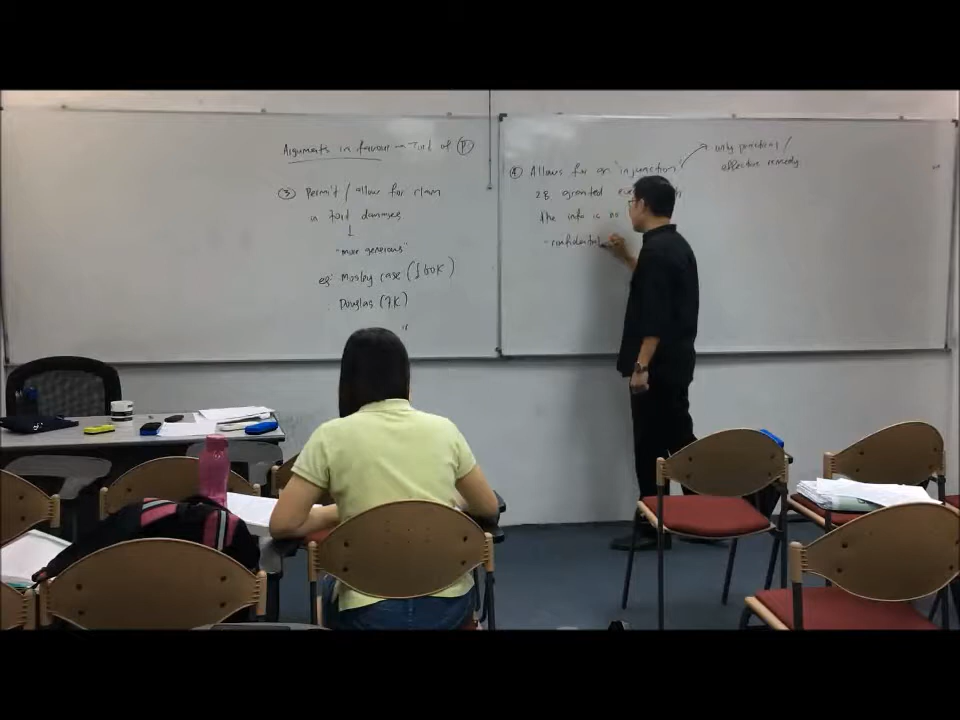 Arguments in favour → Tort of (P)
③ Permit / allow for claim
in tort damages
↓
"more generous"
eg: Mosley case (£60K)
Douglas (7K)
④ Allows for an injunction
granted
the info is no
confidential
only practical /
effective remedy